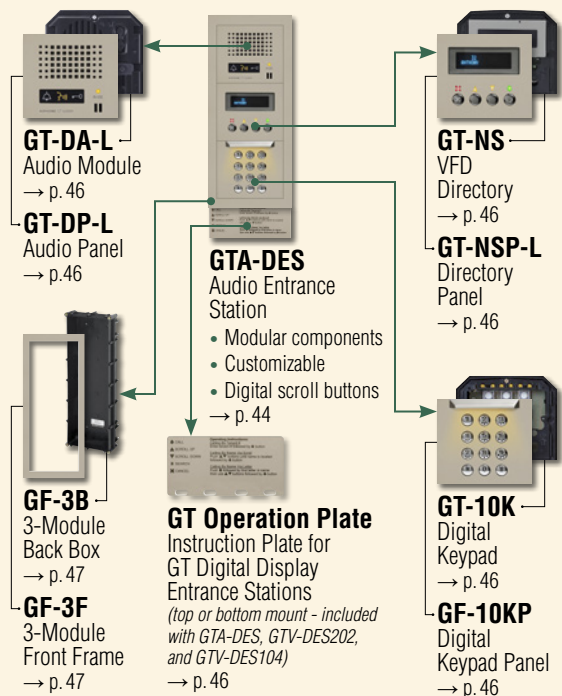 GT-DA-L
Audio Module
→ p. 46
GT-DP-L
Audio Panel
→ p. 46
GF-3B
3-Module
Back Box
→ p. 47
GF-3F
3-Module
Front Frame
→ p. 47
GTA-DES
Audio Entrance
Station
• Modular components
• Customizable
• Digital scroll buttons
→ p. 44
GT Operation Plate
Instruction Plate for
GT Digital Display
Entrance Stations
(top or bottom mount - included
with GTA-DES, GTV-DES202,
and GTV-DES104)
→ p. 46
GT-NS
VFD
Directory
→ p. 46
GT-NSP-L
Directory
Panel
→ p. 46
GT-10K
Digital
Keypad
→ p. 46
GF-10KP
Digital
Keypad Panel
→ p. 46